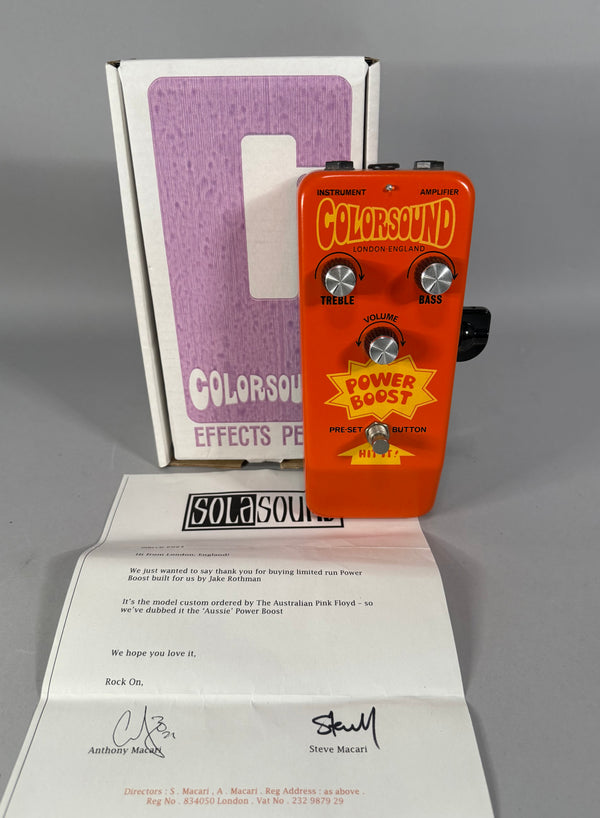 INSTRUMENT AMPLIFIER
COLORSOUND
LONDON·ENGLAND
TREBLE BASS
VOLUME
POWER
BOOST
PRE-SET BUTTON
HIT IT!
COLORSOU
EFFECTS PE
SOLASOUND
Hi from London, England!
We just wanted to say thank you for buying limited run Power
Boost built for us by Jake Rothman
It's the model custom ordered by The Australian Pink Floyd - so
we've dubbed it the 'Aussie' Power Boost
We hope you love it,
Rock On,
Anthony Macari Steve Macari
Directors : S . Macari , A . Macari . Reg Address : as above .
Reg No . 834050 London . Vat No . 232 9879 29